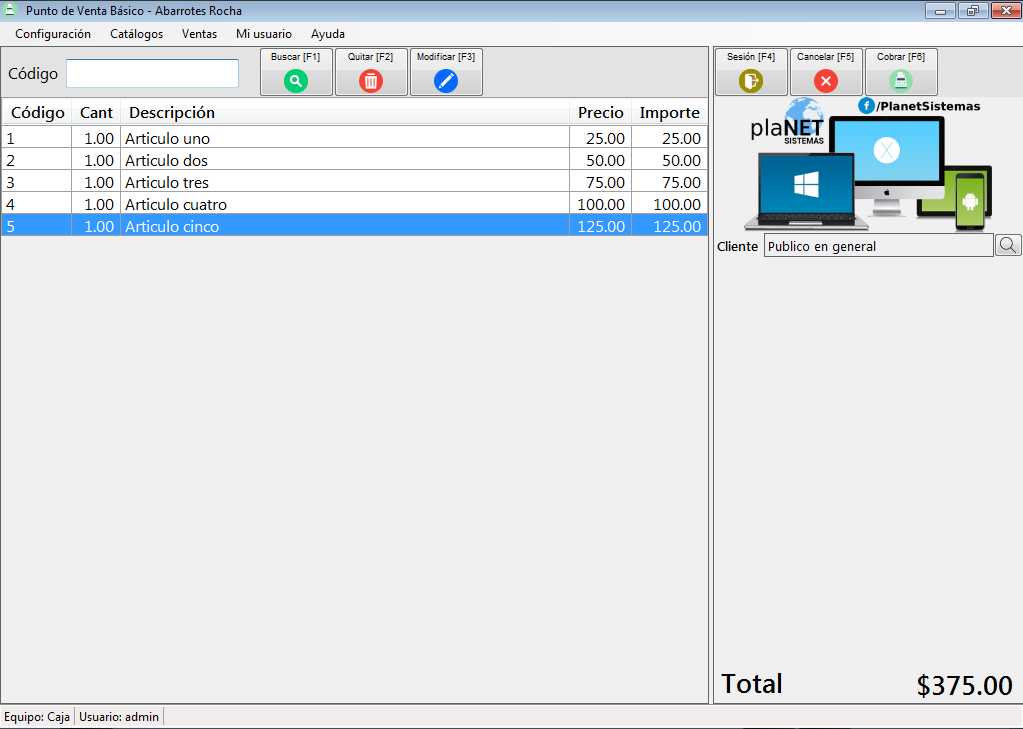 Punto de Venta Básico - Abarrotes Rocha
Configuración Catálogos Ventas Mi usuario Ayuda
Código
Buscar [F1] Quitar [F2] Modificar [F3]
Sesión [F4] Cancelar [F5] Cobrar [F6]
Código Cant Descripción Precio Importe
1 1.00 Articulo uno 25.00 25.00
2 1.00 Articulo dos 50.00 50.00
3 1.00 Articulo tres 75.00 75.00
4 1.00 Articulo cuatro 100.00 100.00
5 1.00 Articulo cinco 125.00 125.00
f/PlanetSistemas
plaNET
SISTEMAS
X
Cliente Publico en general
Total $375.00
Equipo: Caja Usuario: admin